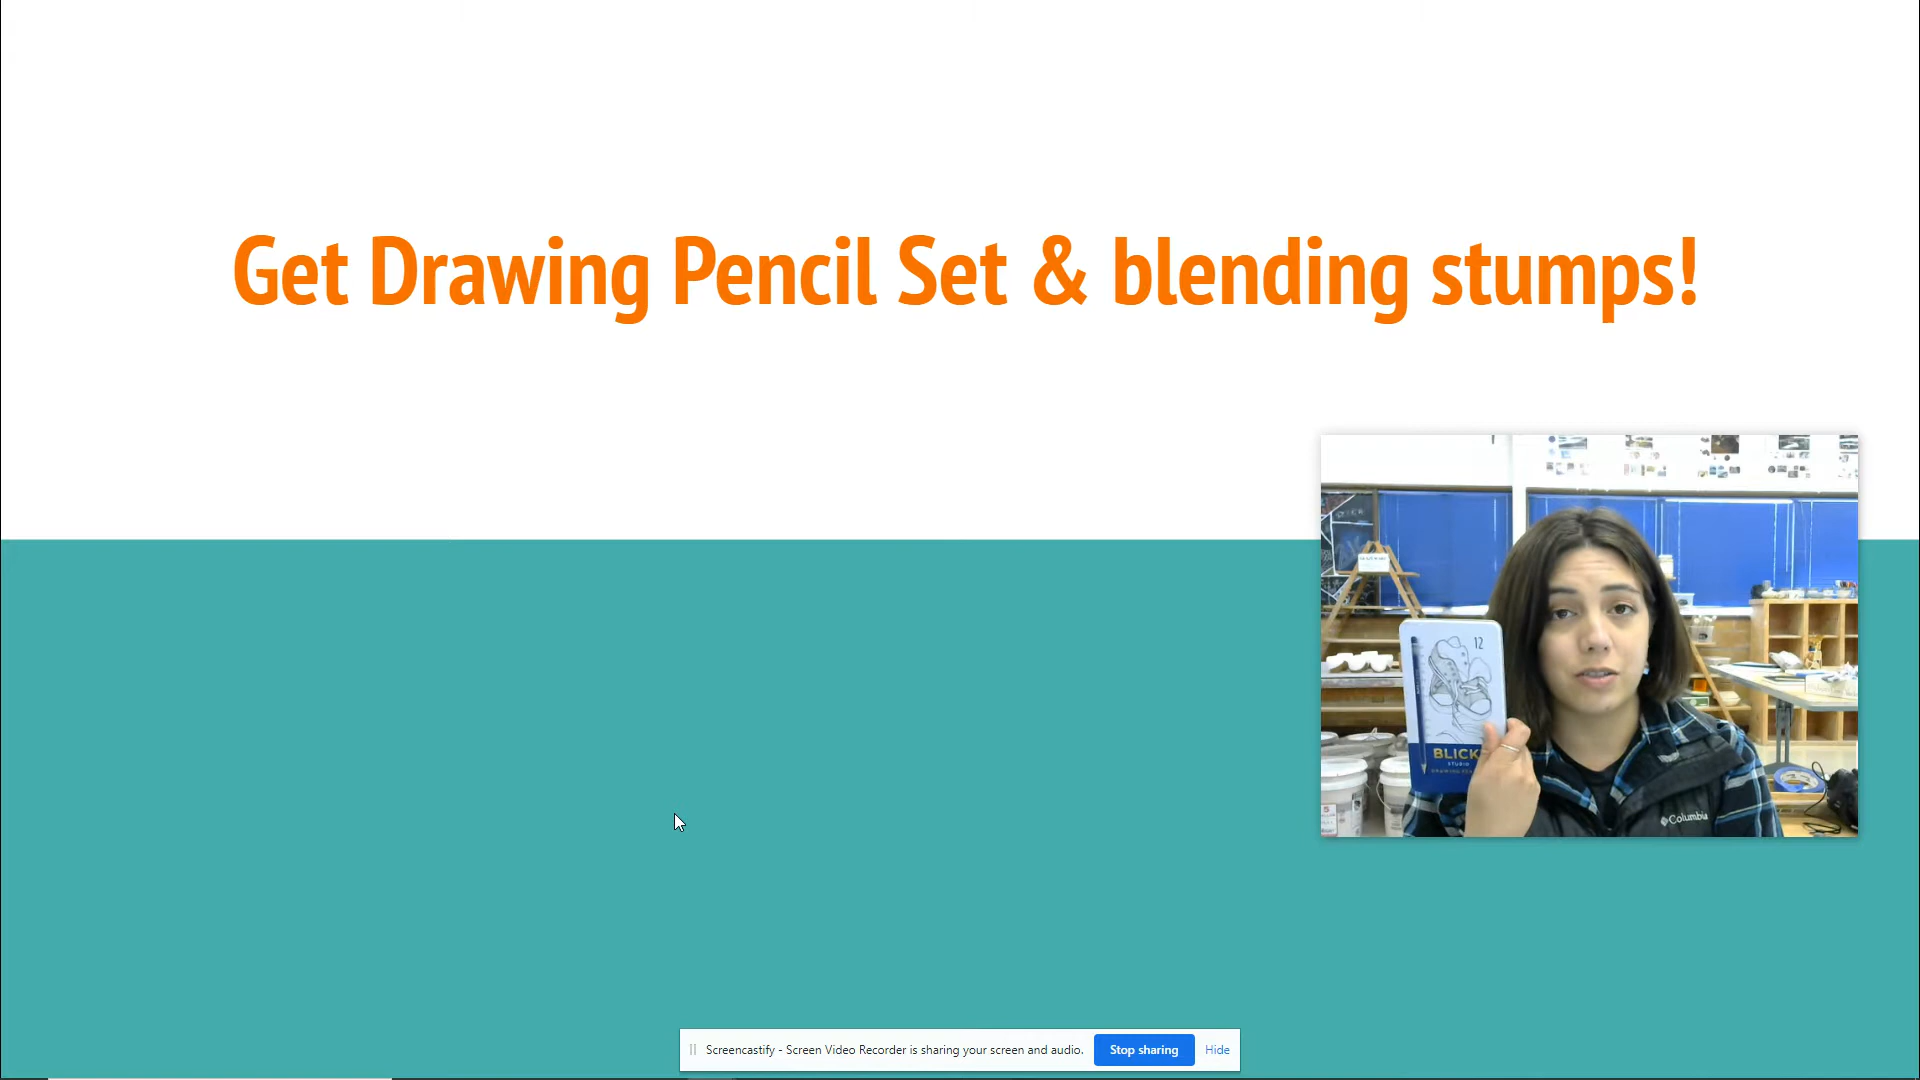 Get Drawing Pencil Set & blending stumps!
12
BLICK
STUDIO
Columbia
Screencastify - Screen Video Recorder is sharing your screen and audio.
Stop sharing
Hide